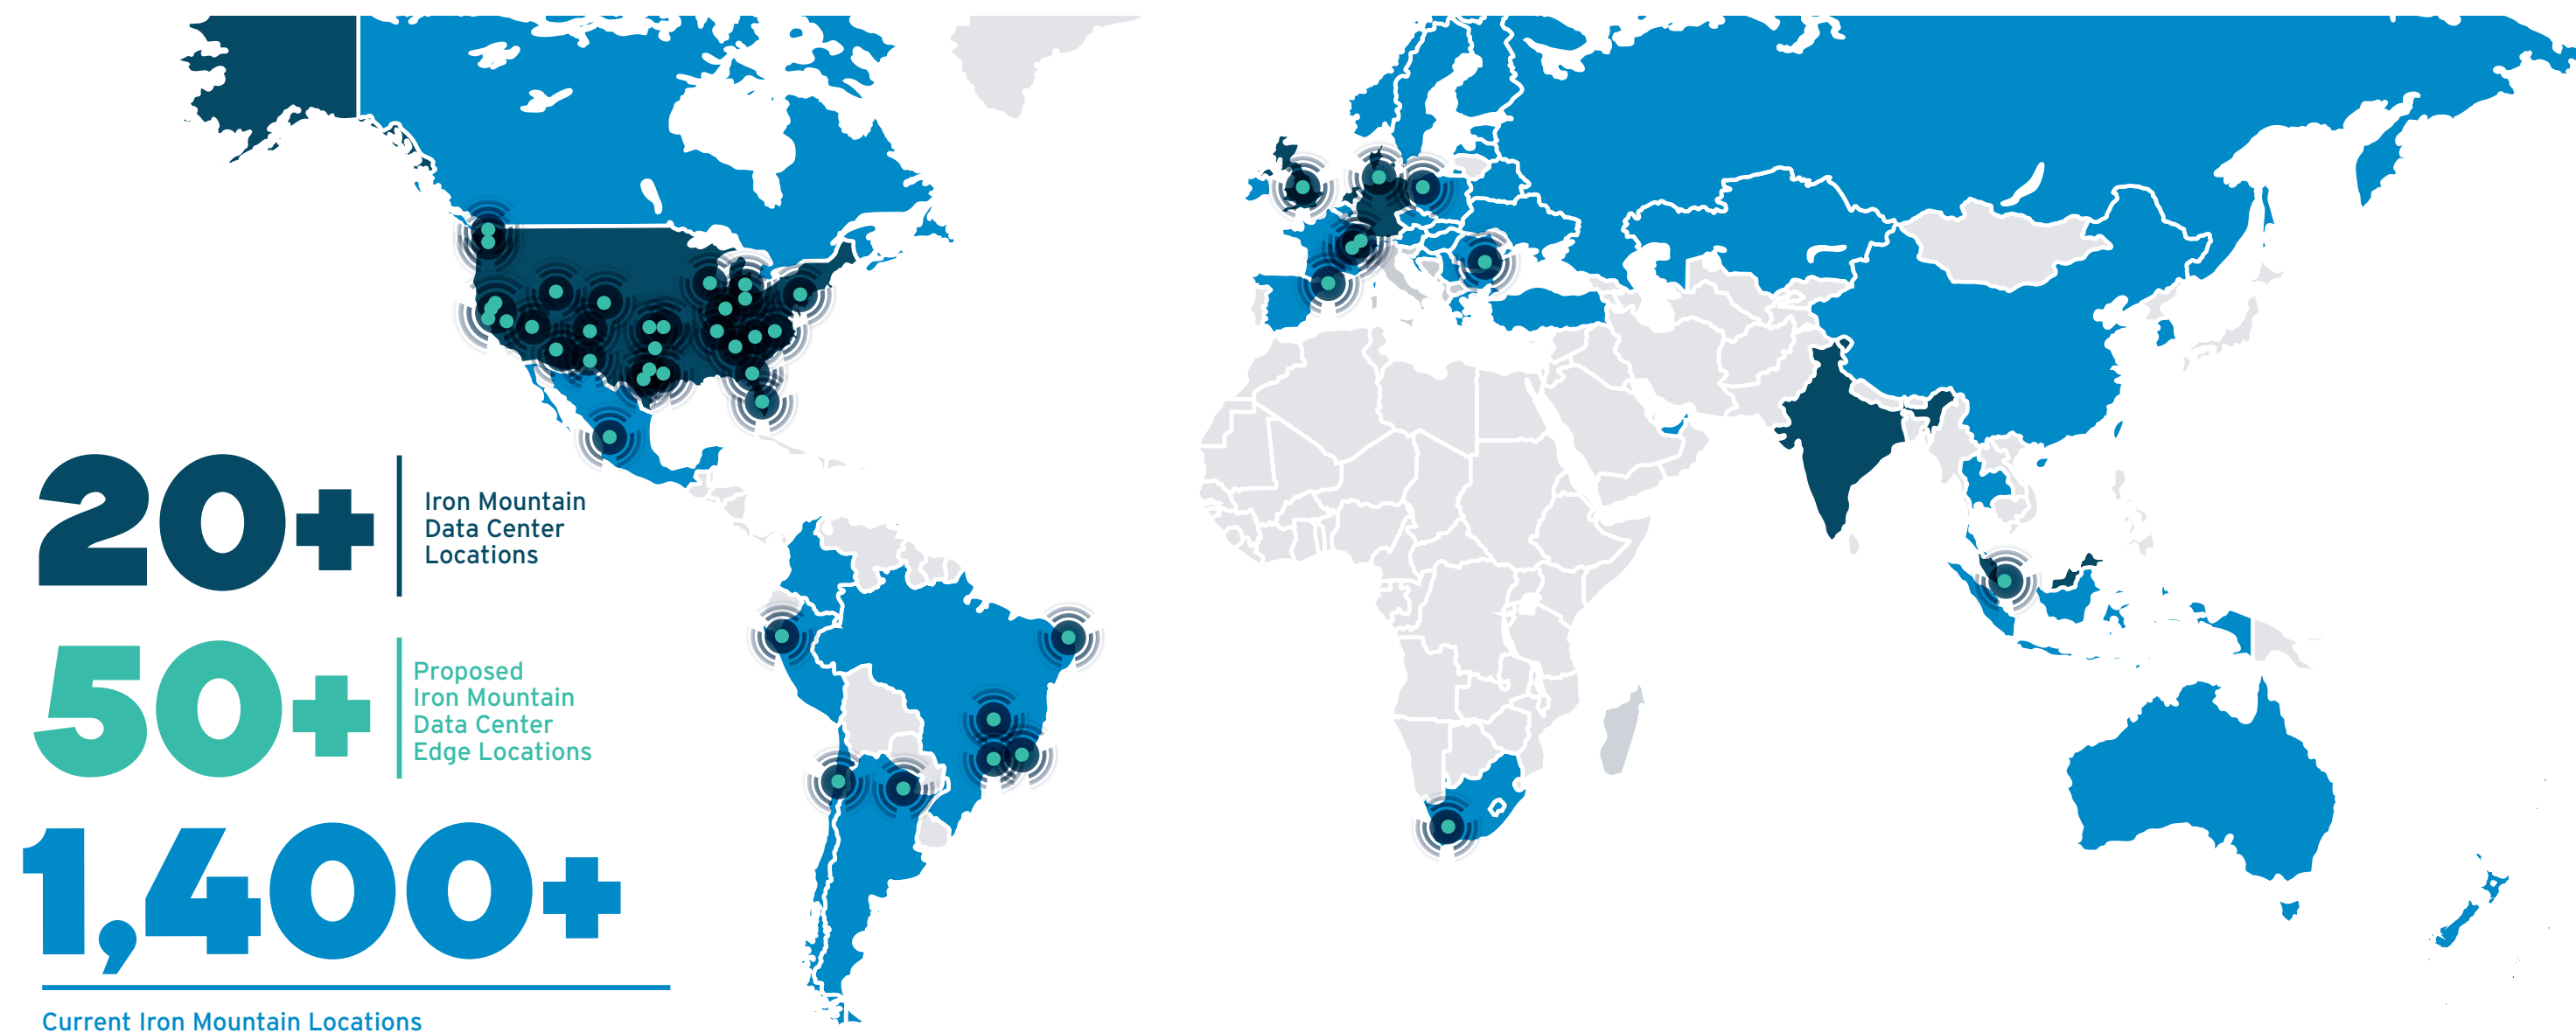 20+
Iron Mountain
Data Center
Locations
50+
Proposed
Iron Mountain
Data Center
Edge Locations
1,400+
Current Iron Mountain Locations